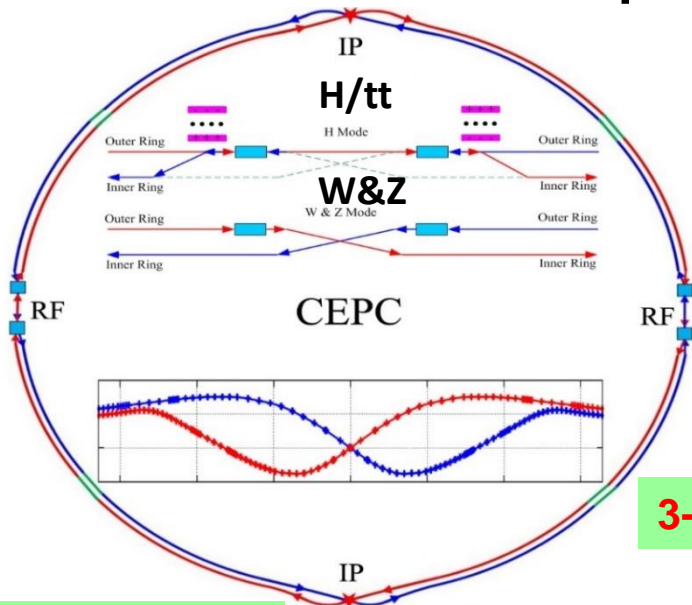 IP
H/tt
H Mode
Outer Ring
Outer Ring
Inner Ring
Inner Ring
W&Z
W & Z Mode
Outer Ring
Outer Ring
Inner Ring
Inner Ring
RF
CEPC
RF
3-
IP